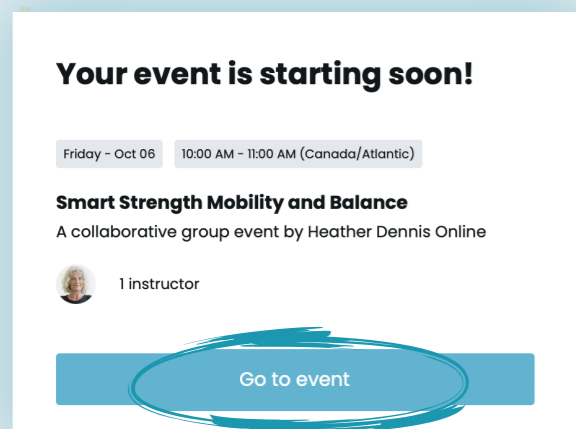 Your event is starting soon!
Friday - Oct 06 10:00 AM - 11:00 AM (Canada/Atlantic)
Smart Strength Mobility and Balance
A collaborative group event by Heather Dennis Online
1 instructor
Go to event